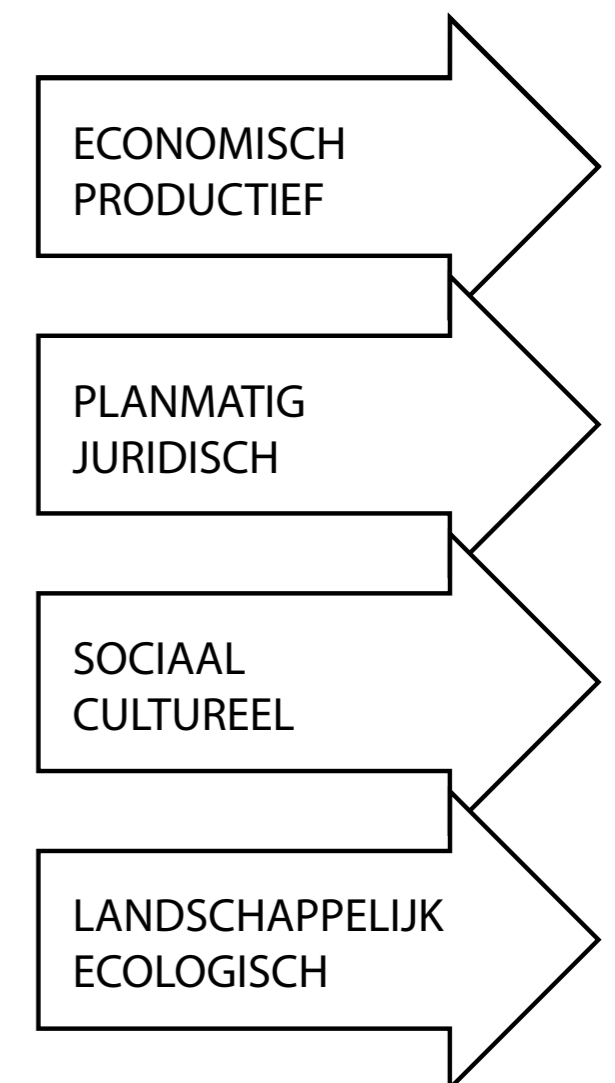 ECONOMISCH
PRODUCTIEF
PLANMATIG
JURIDISCH
SOCIAAL
CULTUREEL
LANDSCHAPPELIJK
ECOLOGISCH